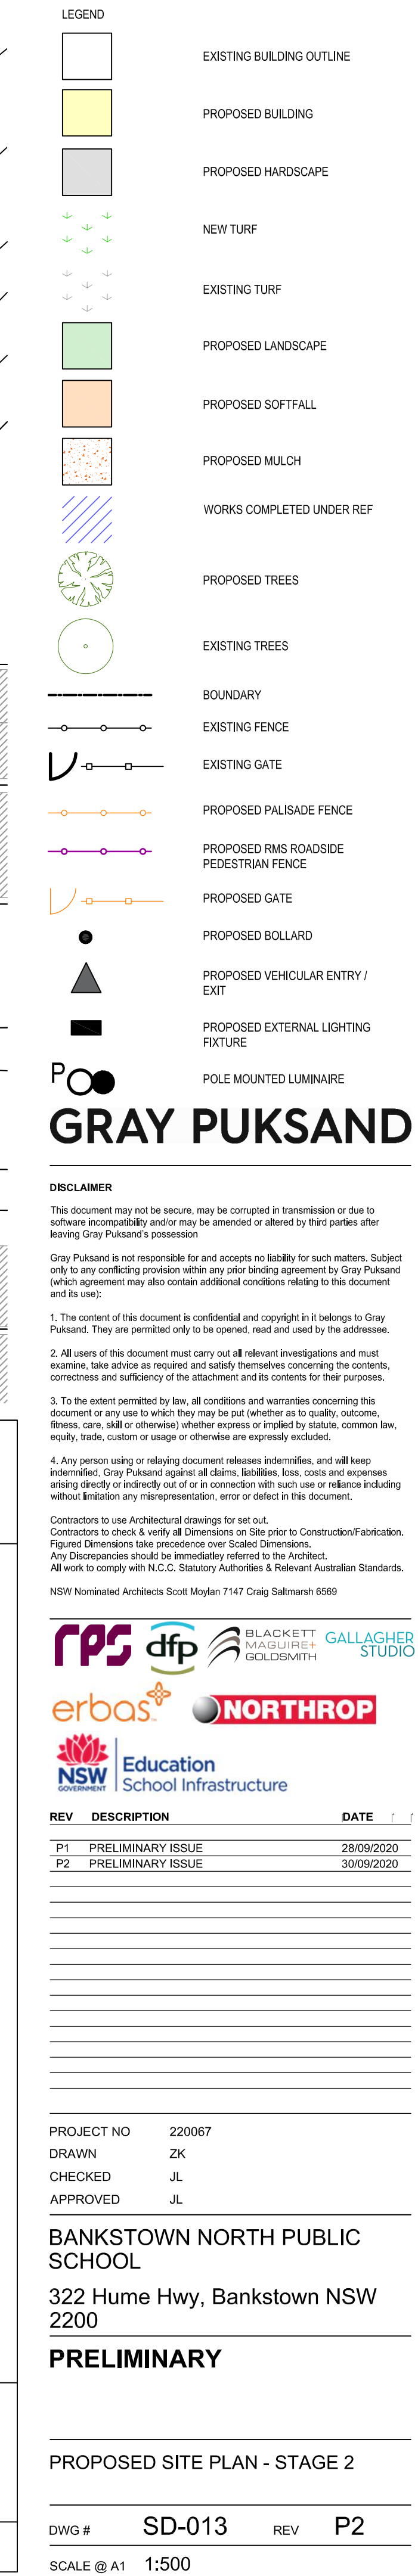 LEGEND
EXISTING BUILDING OUTLINE
PROPOSED BUILDING
PROPOSED HARDSCAPE
NEW TURF
EXISTING TURF
PROPOSED LANDSCAPE
PROPOSED SOFTFALL
PROPOSED MULCH
WORKS COMPLETED UNDER REF
PROPOSED TREES
EXISTING TREES
BOUNDARY
EXISTING FENCE
EXISTING GATE
PROPOSED PALISADE FENCE
PROPOSED RMS ROADSIDE
PEDESTRIAN FENCE
PROPOSED GATE
PROPOSED BOLLARD
PROPOSED VEHICULAR ENTRY /
EXIT
PROPOSED EXTERNAL LIGHTING
FIXTURE
P
POLE MOUNTED LUMINAIRE
GRAY PUKSAND
DISCLAIMER
This document may not be secure, may be corrupted in transmission or due to
software incompatibility and/or may be amended or altered by third parties after
leaving Gray Puksand's possession
Gray Puksand is not responsible for and accepts no liability for such matters. Subject
only to any conflicting provision within any prior binding agreement by Gray Puksand
(which agreement may also contain additional conditions relating to this document
and its use):
1. The content of this document is confidential and copyright in it belongs to Gray
Puksand. They are permitted only to be opened, read and used by the addressee.
2. All users of this document must carry out all relevant investigations and must
examine, take advice as required and satisfy themselves concerning the contents,
correctness and sufficiency of the attachment and its contents for their purposes.
3. To the extent permitted by law, all conditions and warranties concerning this
document or any use to which they may be put (whether as to quality, outcome,
fitness, care, skill or otherwise) whether express or implied by statute, common law,
equity, trade, custom or usage or otherwise are expressly excluded.
4. Any person using or relaying document releases indemnifies, and will keep
indemnified, Gray Puksand against all claims, liabilities, loss, costs and expenses
arising directly or indirectly out of or in connection with such use or reliance including
without limitation any misrepresentation, error or defect in this document.
Contractors to use Architectural drawings for set out.
Contractors to check & verify all Dimensions on Site prior to Construction/Fabrication.
Figured Dimensions take precedence over Scaled Dimensions.
Any Discrepancies should be immediatley referred to the Architect.
All work to comply with N.C.C. Statutory Authorities & Relevant Australian Standards.
NSW Nominated Architects Scott Moylan 7147 Craig Saltmarsh 6569
rps
dfp
BLACKETT
MAGUIRE+
GOLDSMITH
GALLAGHER
STUDIO
erbas™
NORTHROP
NSW
GOVERNMENT
Education
School Infrastructure
REV DESCRIPTION DATE
P1 PRELIMINARY ISSUE 28/09/2020
P2 PRELIMINARY ISSUE 30/09/2020
PROJECT NO 220067
DRAWN ZK
CHECKED JL
APPROVED JL
BANKSTOWN NORTH PUBLIC
SCHOOL
322 Hume Hwy, Bankstown NSW
2200
PRELIMINARY
PROPOSED SITE PLAN - STAGE 2
DWG # SD-013 REV P2
SCALE @ A1 1:500